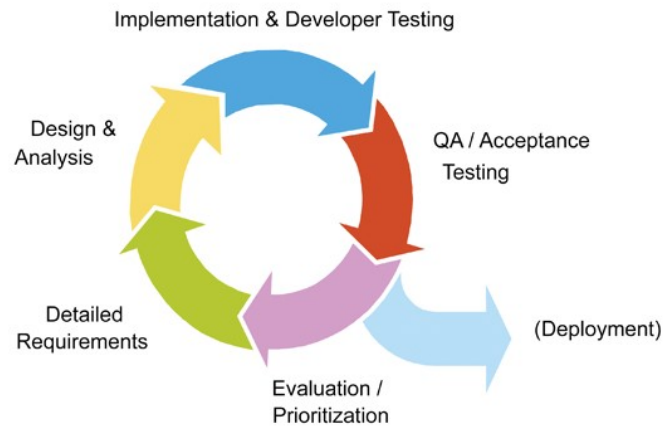 Implementation & Developer Testing
Design &
Analysis
QA / Acceptance
Testing
Detailed
Requirements
(Deployment)
Evaluation /
Prioritization